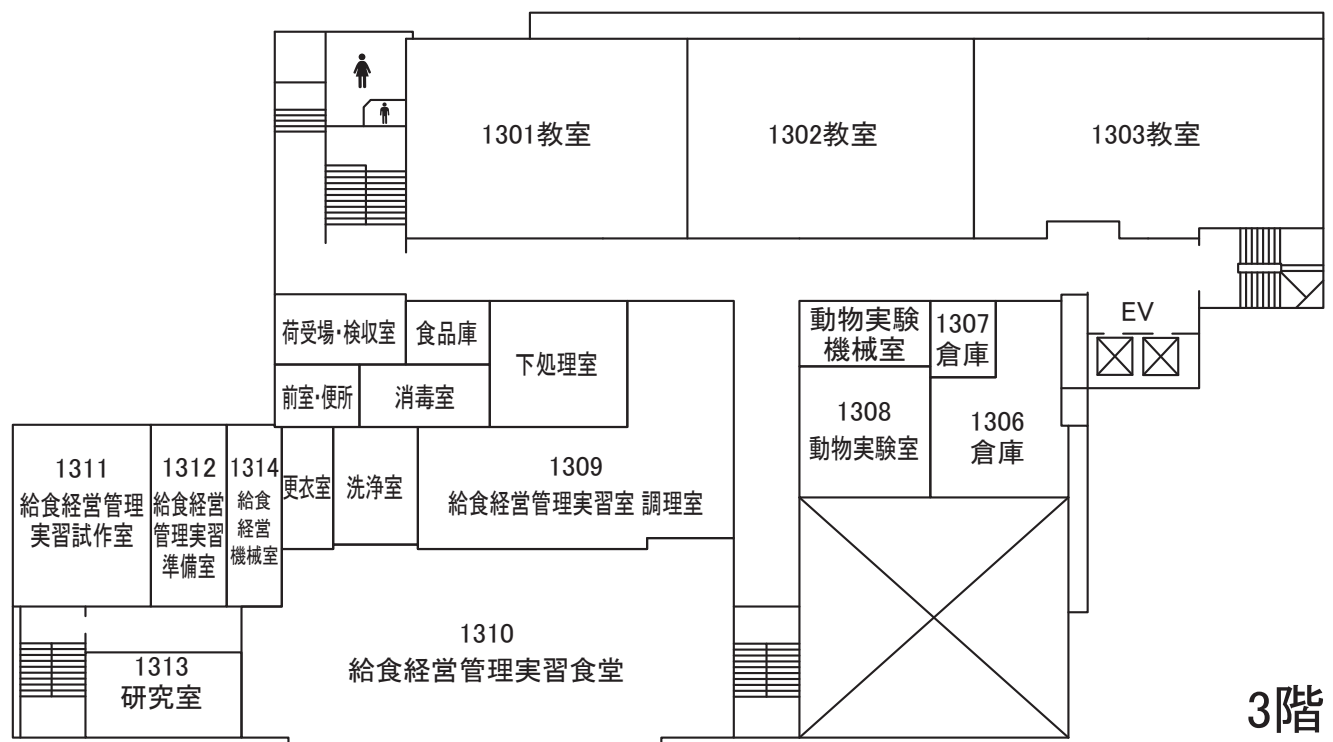 1301教室
1302教室
1303教室
荷受場・検収室
食品庫
下処理室
動物実験
機械室
1307
倉庫
EV
前室・便所
消毒室
1308
動物実験室
1306
倉庫
1311
給食経営管理
実習試作室
1312
給食経営
管理実習
準備室
1314
給食
経営
機械室
更衣室
洗浄室
1309
給食経営管理実習室 調理室
1310
給食経営管理実習食堂
1313
研究室
3階